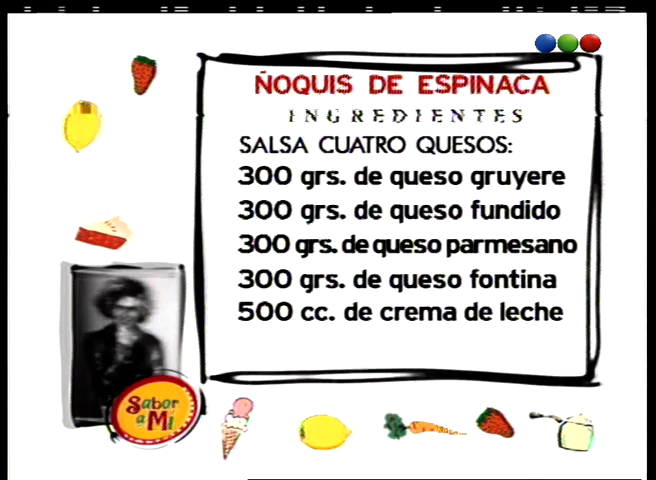 ÑOQUIS DE ESPINACA
INGREDIENTES
SALSA CUATRO QUESOS:
300 grs. de queso gruyere
300 grs. de queso fundido
300 grs. de queso parmesano
300 grs. de queso fontina
500 cc. de crema de leche
Sabor
a Mí